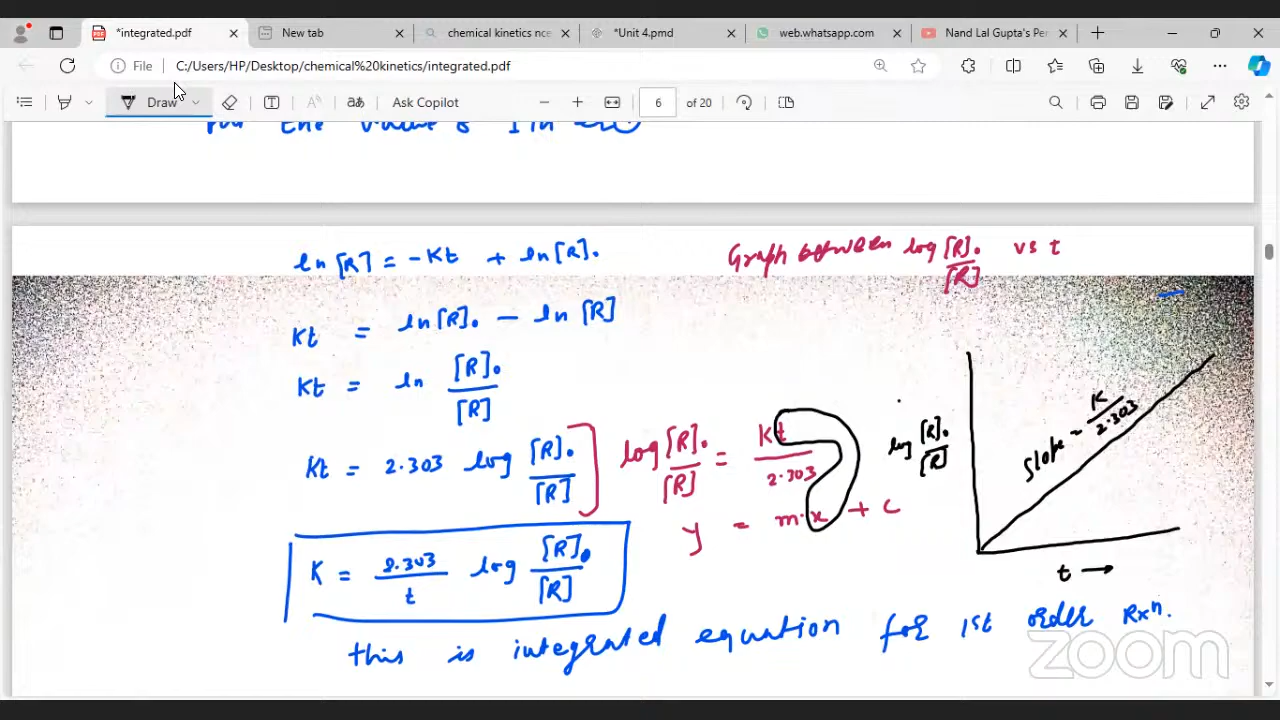 *integrated.pdf
New tab
chemical kinetics nce
*Unit 4.pmd
web.whatsapp.com
Nand Lal Gupta's Per
File
C:/Users/HP/Desktop/chemical%20kinetics/integrated.pdf
Draw
Ask Copilot
6 of 20
ln [R] = -Kt + ln [R]₀
Graph between log [R]₀/[R] vs t
Kt = ln [R]₀ - ln [R]
Kt = ln [R]₀/[R]
Kt = 2.303 log [R]₀/[R]
log [R]₀/[R] = Kt/2.303
y = m.x + c
K = 2.303/t log [R]₀/[R]
log [R]₀/[R]
Slope = K/2.303
t →
this is integrated equation for 1st order Rxⁿ.
zoom